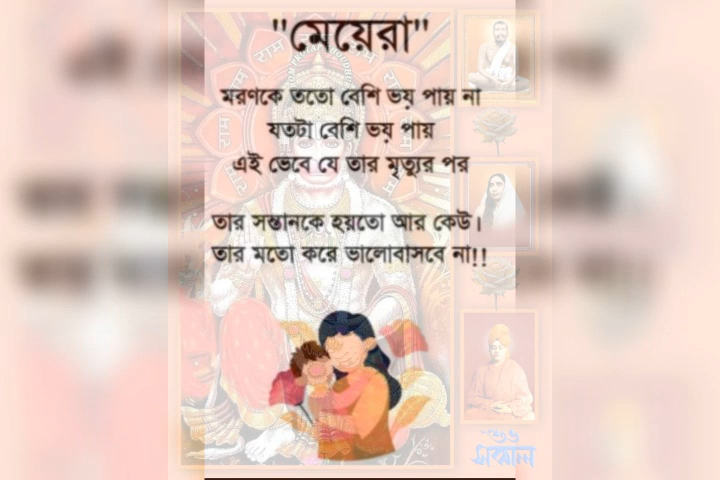 "মেয়েরা"
মরণকে ততো বেশি ভয় পায় না
যতটা বেশি ভয় পায়
এই ভেবে যে তার মৃত্যুর পর
তার সন্তানকে হয়তো আর কেউ।
তার মতো করে ভালোবাসবে না!!
राम
राम
राम
राम
শুভ
সকাল